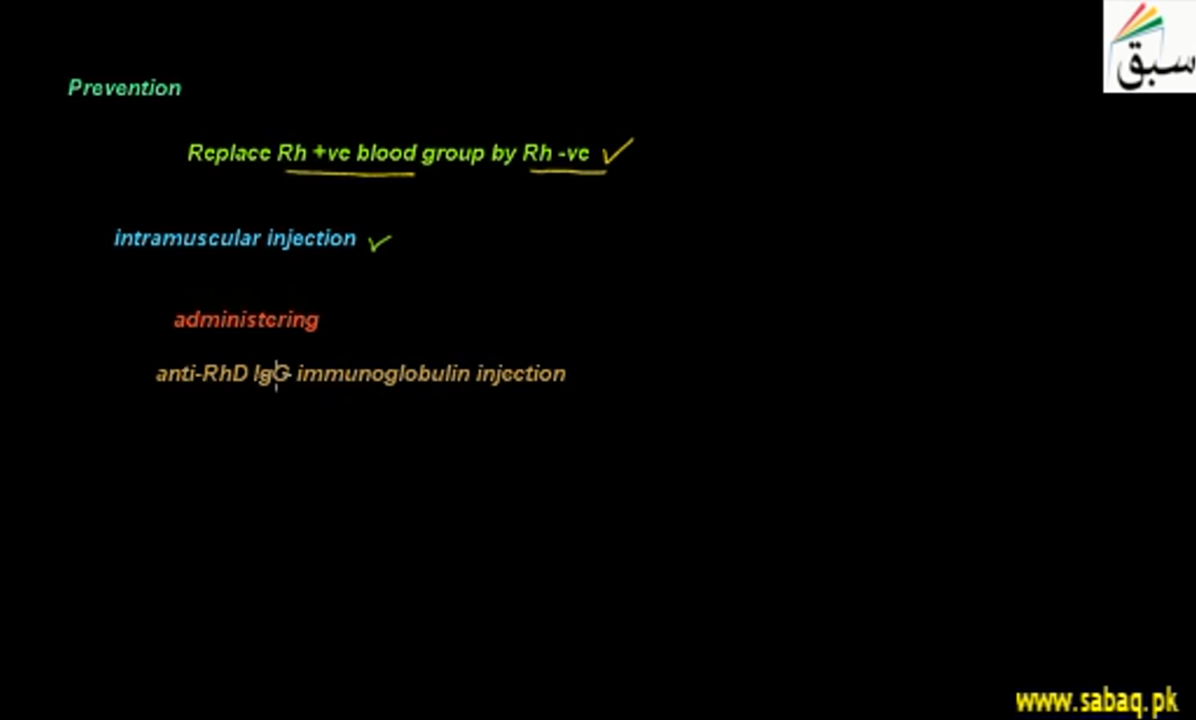 سبق
Prevention
Replace Rh +ve blood group by Rh -ve
intramuscular injection
administering
anti-RhD IgG immunoglobulin injection
www.sabaq.pk